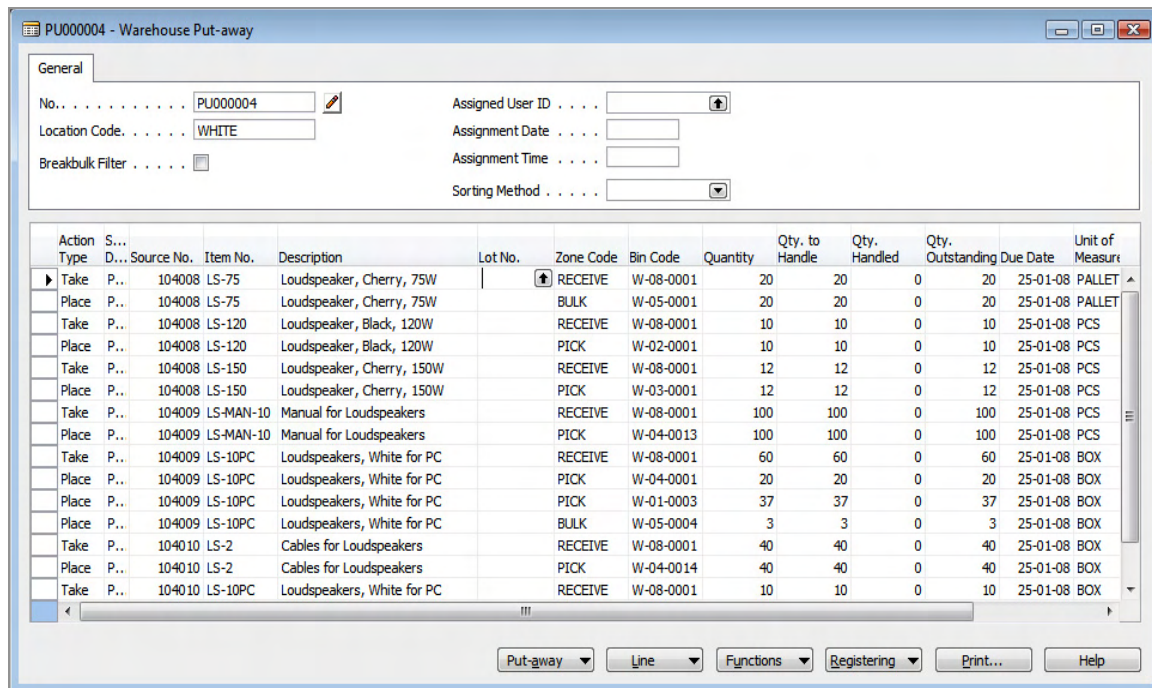 PU000004 - Warehouse Put-away
General
No.. . . . . . . . . . . PU000004
Assigned User ID . . . .
Location Code. . . . . . WHITE
Assignment Date . . . .
Breakbulk Filter . . . . .
Assignment Time . . . .
Sorting Method . . . . .
Action Type S... D... Source No. Item No. Description Lot No. Zone Code Bin Code Quantity Qty. to Handle Qty. Handled Qty. Outstanding Due Date Unit of Measure
Take P... 104008 LS-75 Loudspeaker, Cherry, 75W RECEIVE W-08-0001 20 20 0 20 25-01-08 PALLET
Place P... 104008 LS-75 Loudspeaker, Cherry, 75W BULK W-05-0001 20 20 0 20 25-01-08 PALLET
Take P... 104008 LS-120 Loudspeaker, Black, 120W RECEIVE W-08-0001 10 10 0 10 25-01-08 PCS
Place P... 104008 LS-120 Loudspeaker, Black, 120W PICK W-02-0001 10 10 0 10 25-01-08 PCS
Take P... 104008 LS-150 Loudspeaker, Cherry, 150W RECEIVE W-08-0001 12 12 0 12 25-01-08 PCS
Place P... 104008 LS-150 Loudspeaker, Cherry, 150W PICK W-03-0001 12 12 0 12 25-01-08 PCS
Take P... 104009 LS-MAN-10 Manual for Loudspeakers RECEIVE W-08-0001 100 100 0 100 25-01-08 PCS
Place P... 104009 LS-MAN-10 Manual for Loudspeakers PICK W-04-0013 100 100 0 100 25-01-08 PCS
Take P... 104009 LS-10PC Loudspeakers, White for PC RECEIVE W-08-0001 60 60 0 60 25-01-08 BOX
Place P... 104009 LS-10PC Loudspeakers, White for PC PICK W-04-0001 20 20 0 20 25-01-08 BOX
Place P... 104009 LS-10PC Loudspeakers, White for PC PICK W-01-0003 37 37 0 37 25-01-08 BOX
Place P... 104009 LS-10PC Loudspeakers, White for PC BULK W-05-0004 3 3 0 3 25-01-08 BOX
Take P... 104010 LS-2 Cables for Loudspeakers RECEIVE W-08-0001 40 40 0 40 25-01-08 BOX
Place P... 104010 LS-2 Cables for Loudspeakers PICK W-04-0014 40 40 0 40 25-01-08 BOX
Take P... 104010 LS-10PC Loudspeakers, White for PC RECEIVE W-08-0001 10 10 0 10 25-01-08 BOX
Put-away Line Functions Registering Print... Help